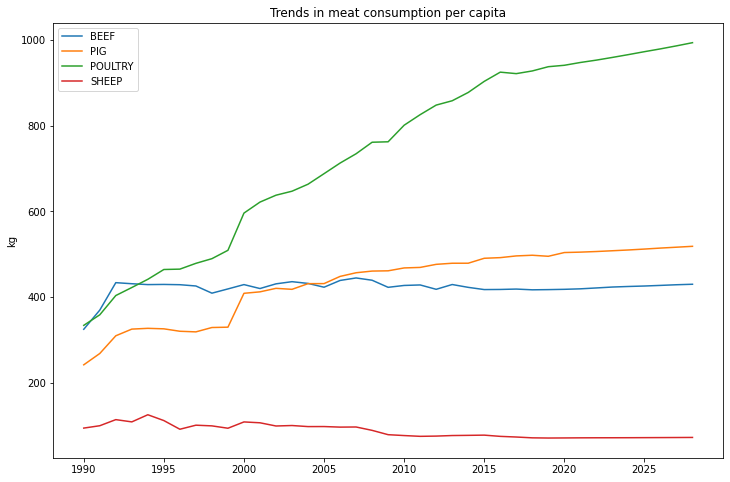 Trends in meat consumption per capita
BEEF
PIG
POULTRY
SHEEP
kg
1000
800
600
400
200
1990 1995 2000 2005 2010 2015 2020 2025